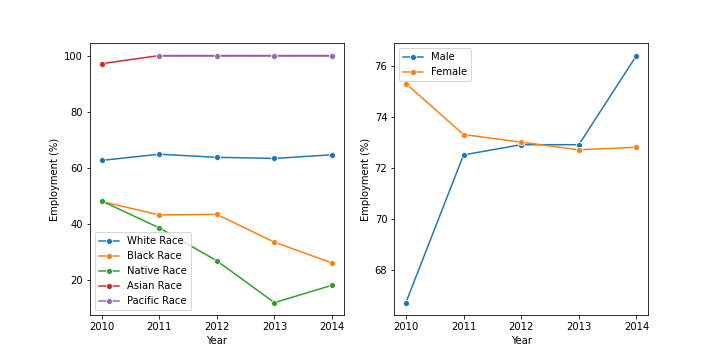 100
80
60
40
20
Employment (%)
White Race
Black Race
Native Race
Asian Race
Pacific Race
2010 2011 2012 2013 2014
Year
76
74
72
70
68
Employment (%)
Male
Female
2010 2011 2012 2013 2014
Year